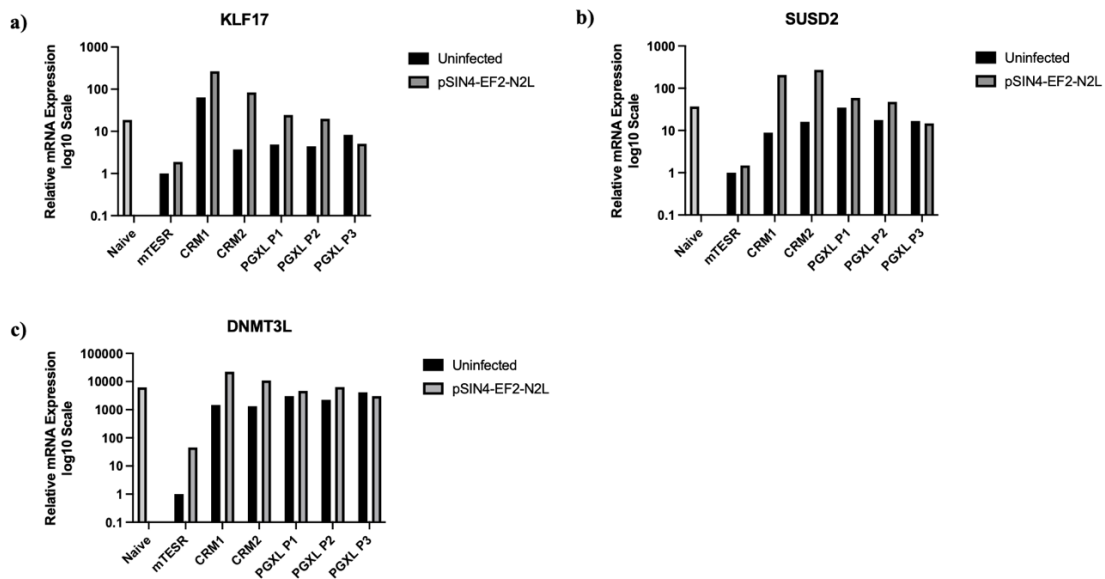 a)
KLF17
Relative mRNA Expression
log10 Scale
1000
100
10
1
0.1
Naive
mTESR
CRM1
CRM2
PGXL P1
PGXL P2
PGXL P3
Uninfected
pSIN4-EF2-N2L
b)
SUSD2
Relative mRNA Expression
log10 Scale
1000
100
10
1
0.1
Naive
mTESR
CRM1
CRM2
PGXL P1
PGXL P2
PGXL P3
Uninfected
pSIN4-EF2-N2L
c)
DNMT3L
Relative mRNA Expression
log10 Scale
100000
10000
1000
100
10
1
0.1
Naive
mTESR
CRM1
CRM2
PGXL P1
PGXL P2
PGXL P3
Uninfected
pSIN4-EF2-N2L